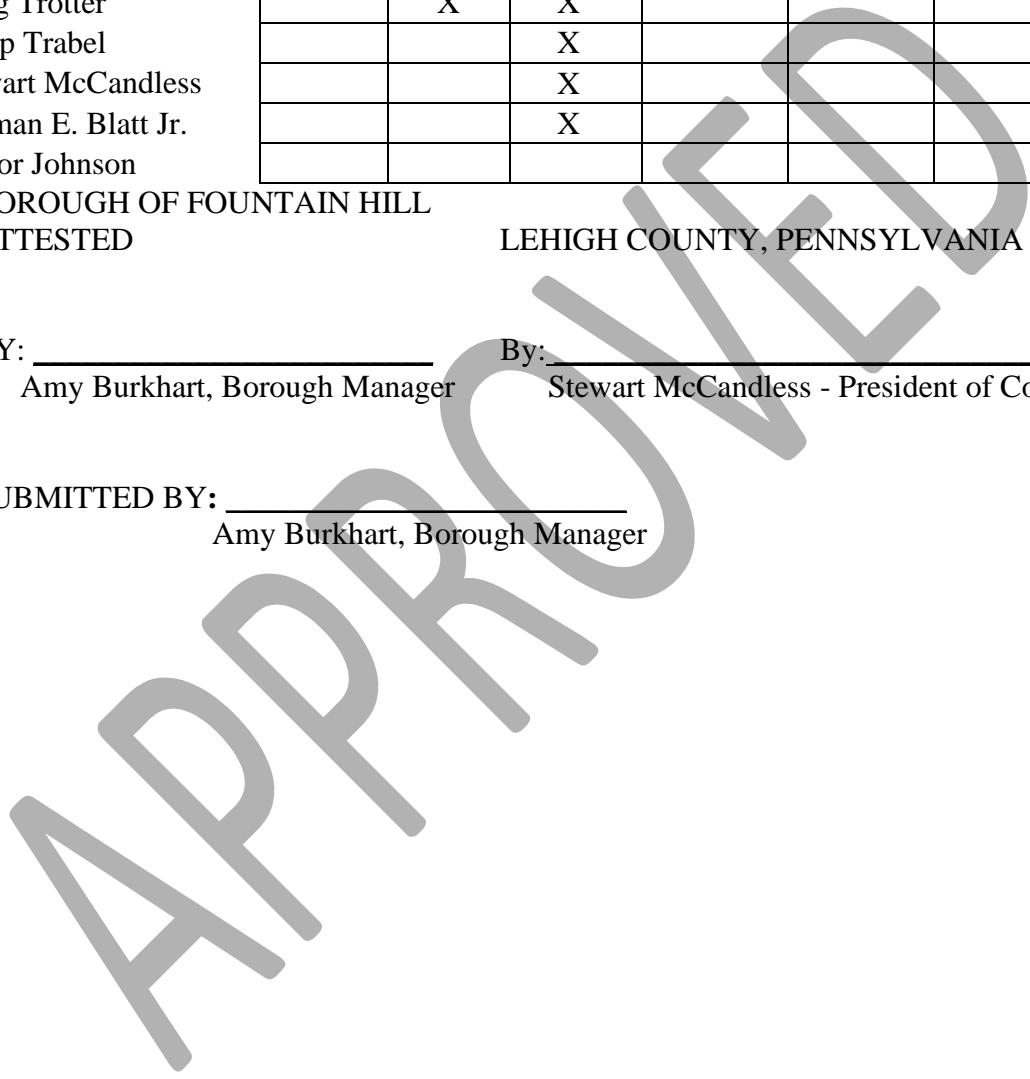 g Trotter X X
p Trabel X
art McCandless X
man E. Blatt Jr. X
or Johnson
OROUGH OF FOUNTAIN HILL
TTESTED LEHIGH COUNTY, PENNSYLVANIA
Y: By:
Amy Burkhart, Borough Manager Stewart McCandless - President of Co
UBMITTED BY:
Amy Burkhart, Borough Manager
APPROVED